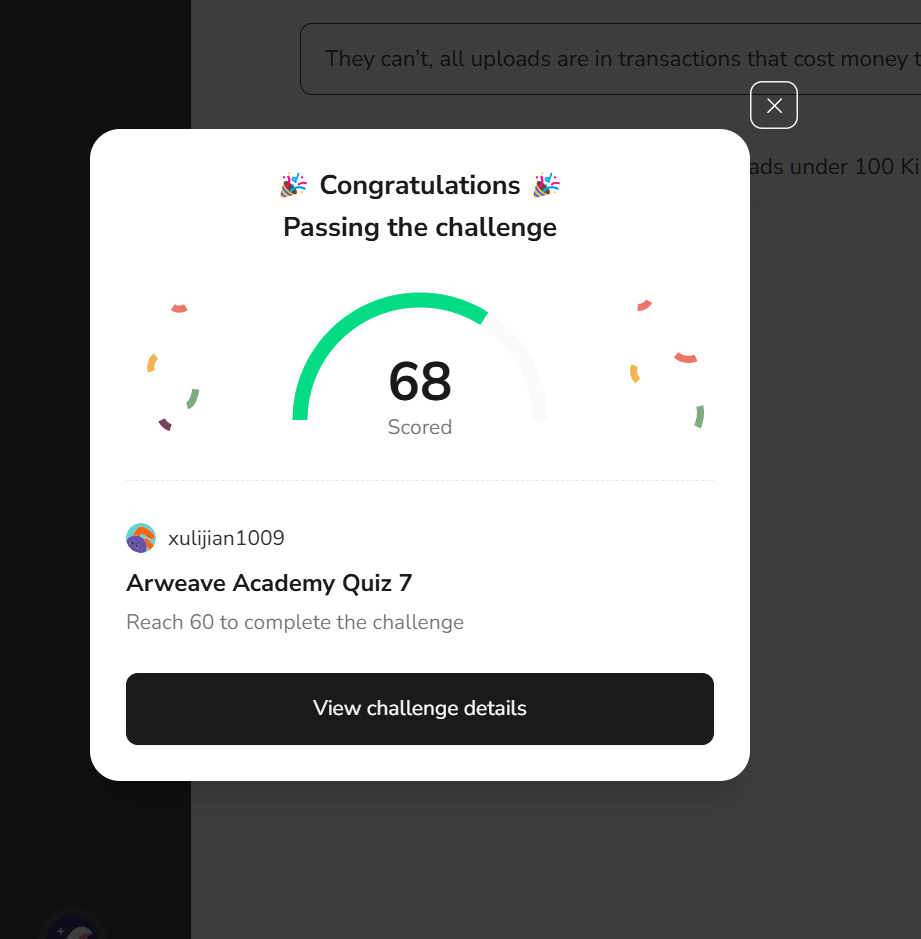 They can’t, all uploads are in transactions that cost money
ads under 100
🎉 Congratulations 🎉
Passing the challenge
68
Scored
xulijian1009
Arweave Academy Quiz 7
Reach 60 to complete the challenge
View challenge details